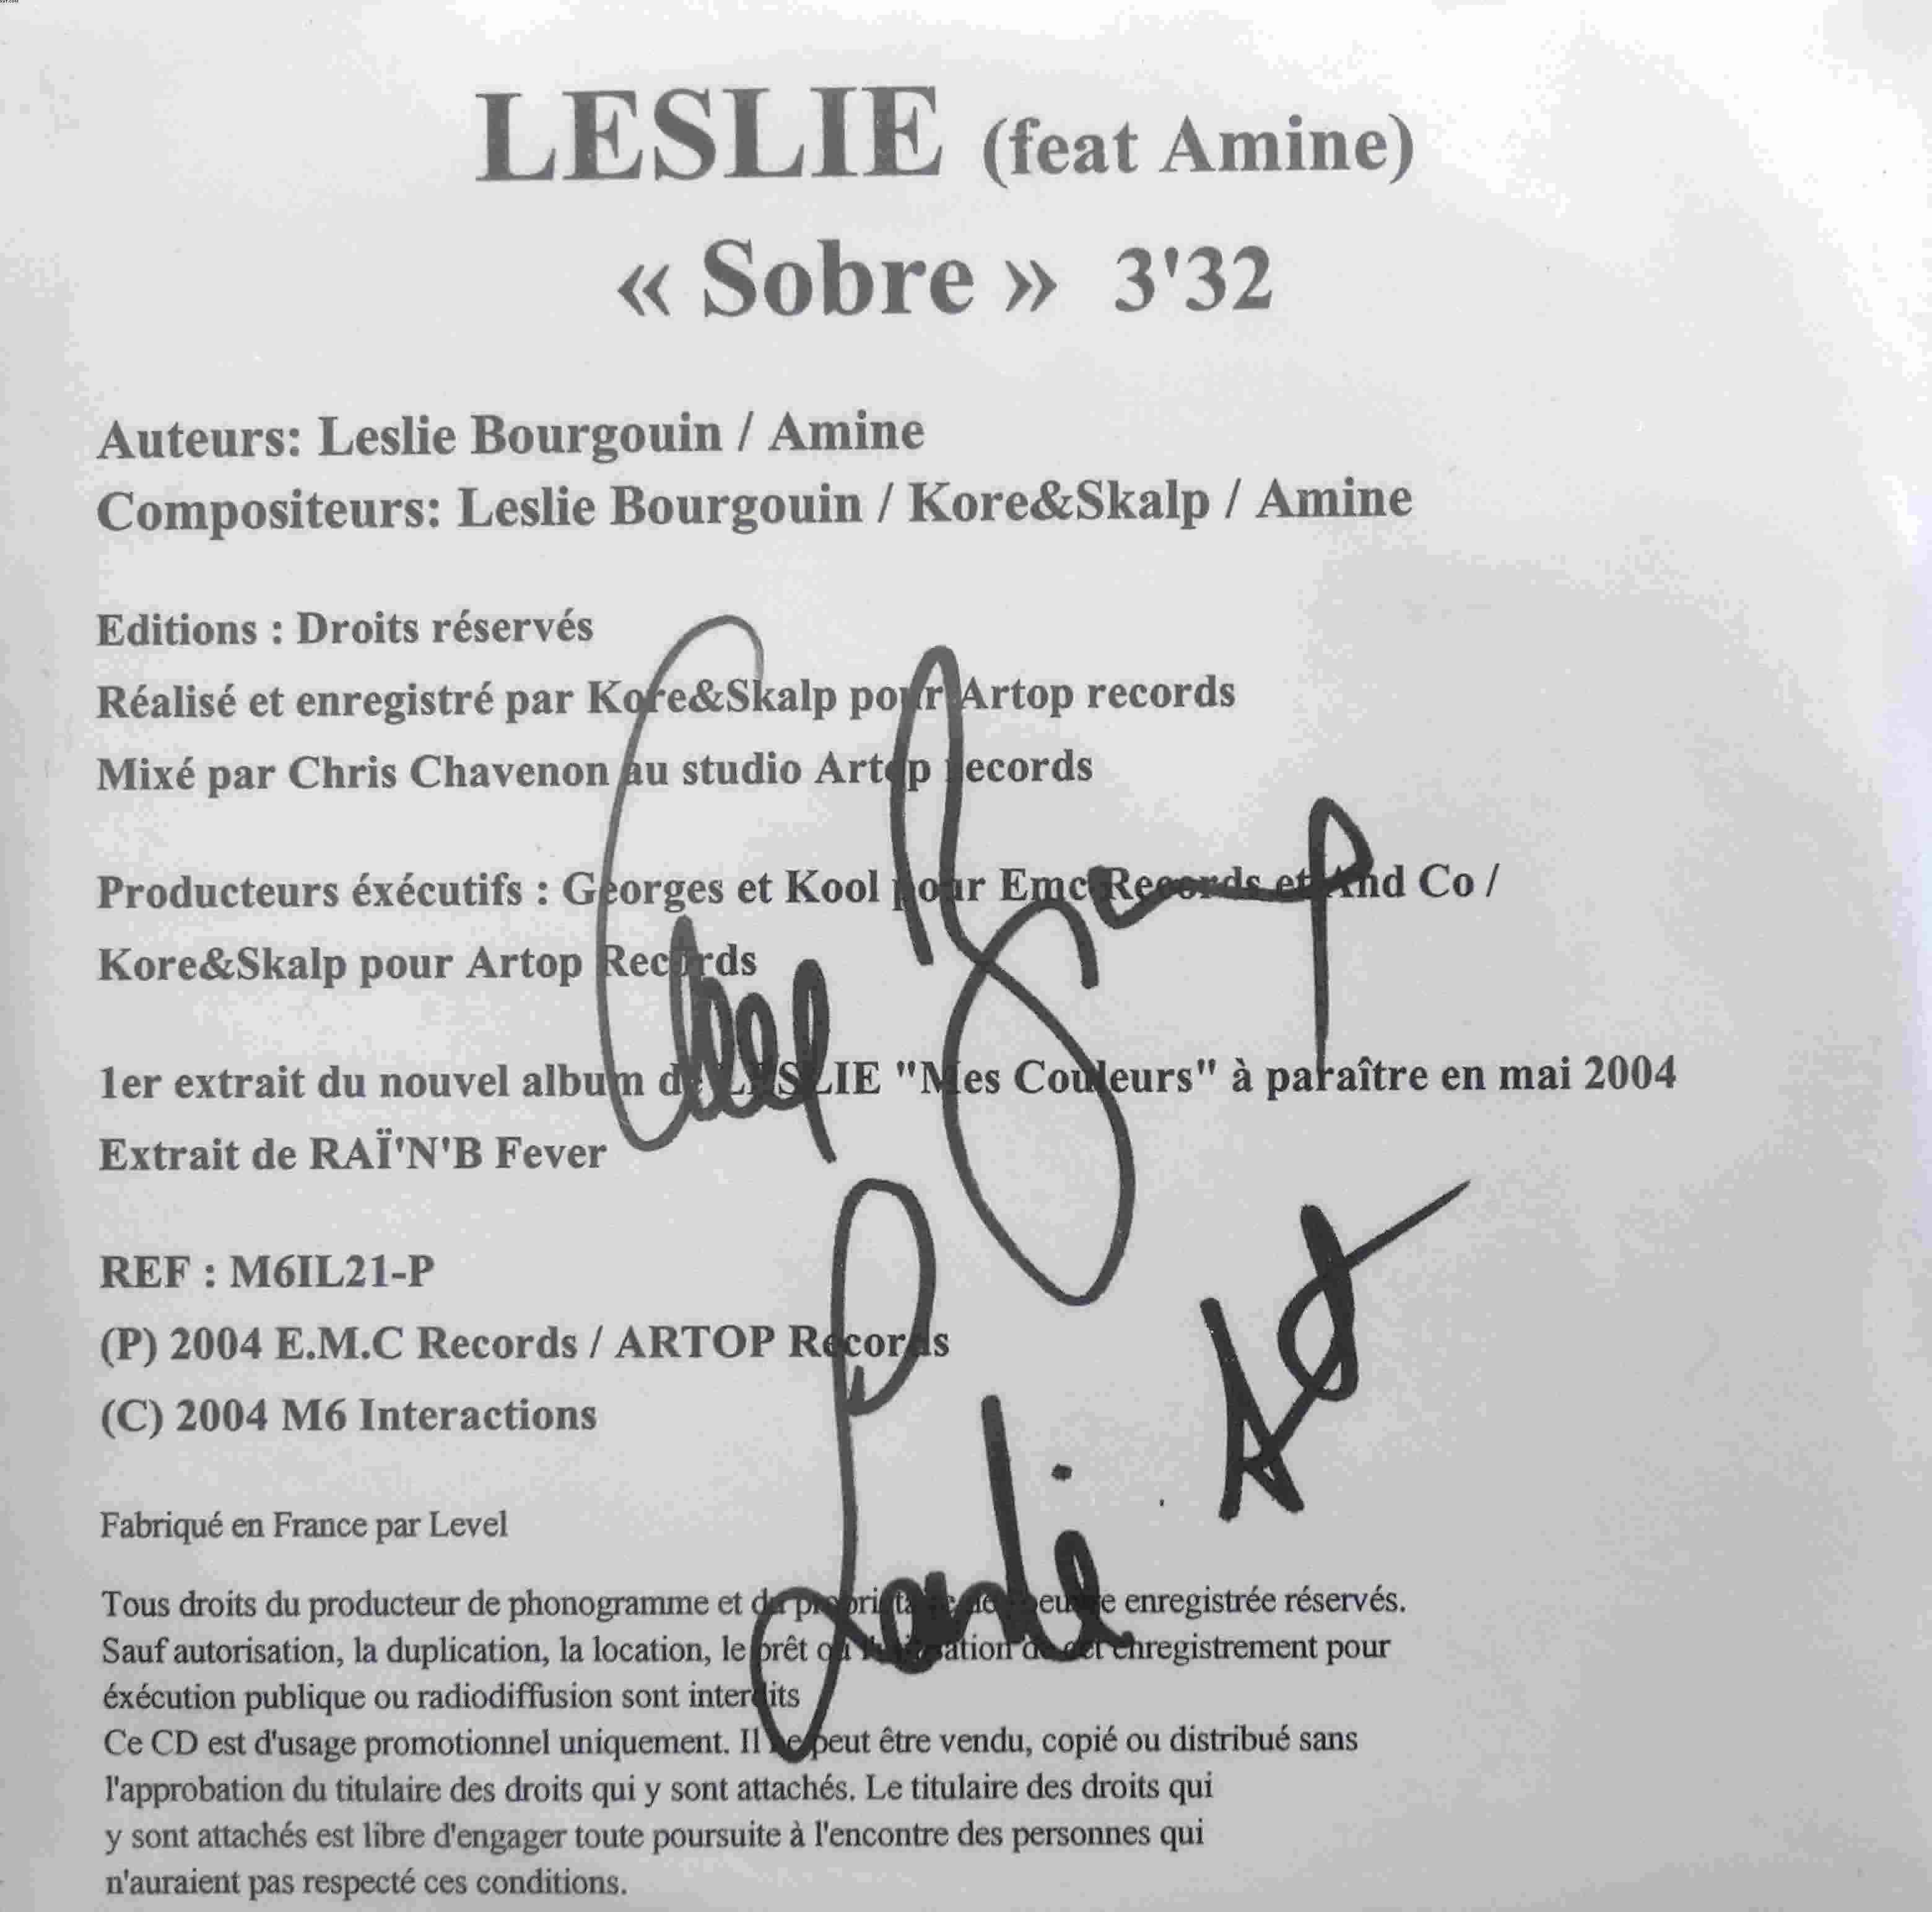 LESLIE (feat Amine)
« Sobre » 3'32
Auteurs: Leslie Bourgouin / Amine
Compositeurs: Leslie Bourgouin / Kore&Skalp / Amine
Editions : Droits réservés
Réalisé et enregistré par Kore&Skalp pour Artop records
Mixé par Chris Chavenon au studio Artop records
Producteurs éxécutifs : Georges et Kool pour Emc Records et And Co /
Kore&Skalp pour Artop Records
1er extrait du nouvel album de LESLIE "Mes Couleurs" à paraître en mai 2004
Extrait de RAÏ'N'B Fever
REF : M6IL21-P
(P) 2004 E.M.C Records / ARTOP Records
(C) 2004 M6 Interactions
Fabriqué en France par Level
Tous droits du producteur de phonogramme et du propriétaire de l'oeuvre enregistrée réservés.
Sauf autorisation, la duplication, la location, le prêt ou l'utilisation de cet enregistrement pour
éxécution publique ou radiodiffusion sont interdits
Ce CD est d'usage promotionnel uniquement. Il ne peut être vendu, copié ou distribué sans
l'approbation du titulaire des droits qui y sont attachés. Le titulaire des droits qui
y sont attachés est libre d'engager toute poursuite à l'encontre des personnes qui
n'auraient pas respecté ces conditions.